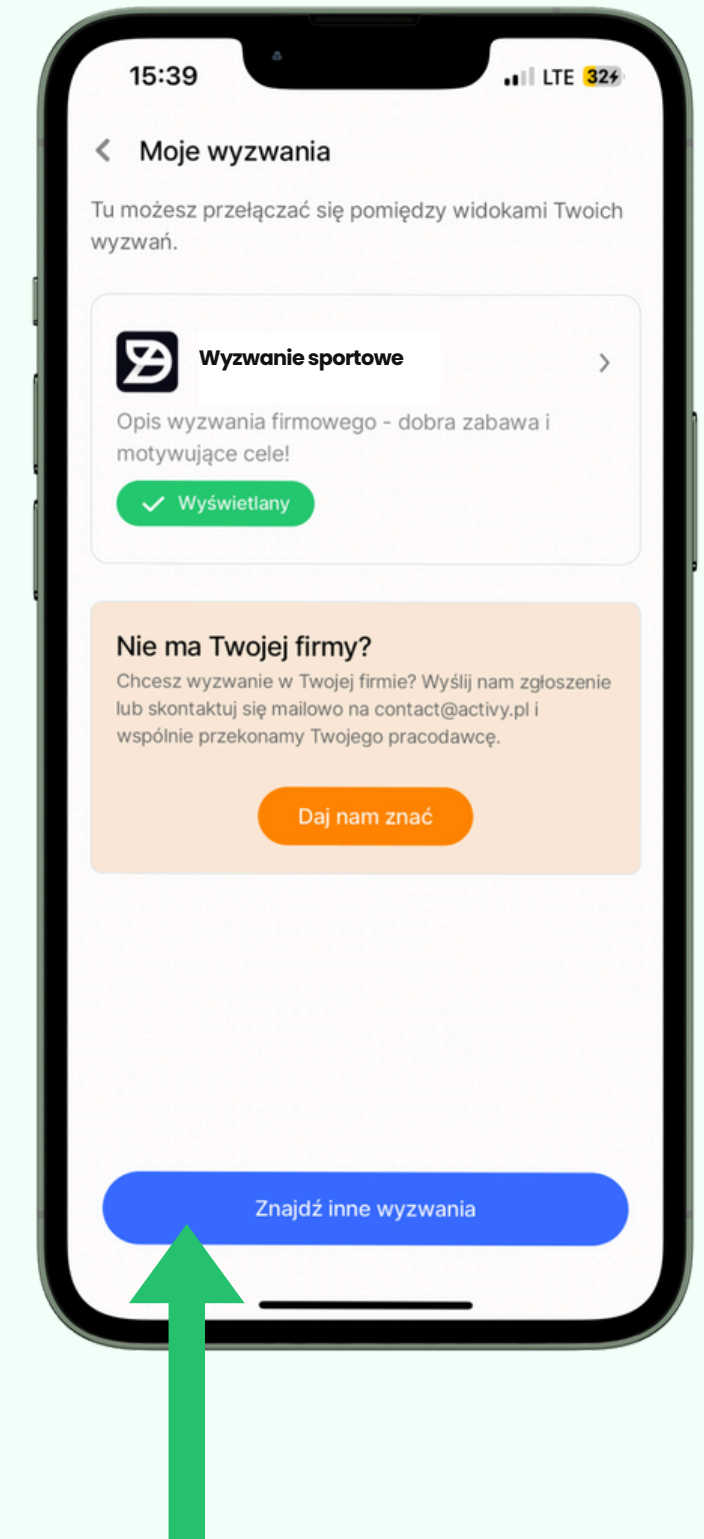 15:39 LTE 32
Moje wyzwania
Tu możesz przełączać się pomiędzy widokami Twoich
wyzwań.
Wyzwanie sportowe
Opis wyzwania firmowego - dobra zabawa i
motywujące cele!
Wyświetlany
Nie ma Twojej firmy?
Chcesz wyzwanie w Twojej firmie? Wyślij nam zgłoszenie
lub skontaktuj się mailowo na contact@activy.pl i
wspólnie przekonamy Twojego pracodawcę.
Daj nam znać
Znajdź inne wyzwania